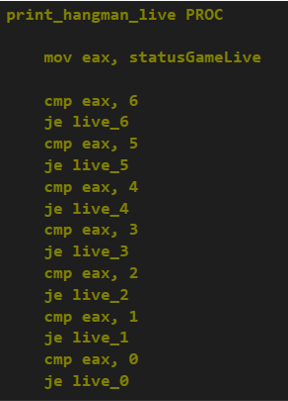 print_hangman_live PROC
mov eax, statusGameLive
cmp eax, 6
je live_6
cmp eax, 5
je live_5
cmp eax, 4
je live_4
cmp eax, 3
je live_3
cmp eax, 2
je live_2
cmp eax, 1
je live_1
cmp eax, 0
je live_0